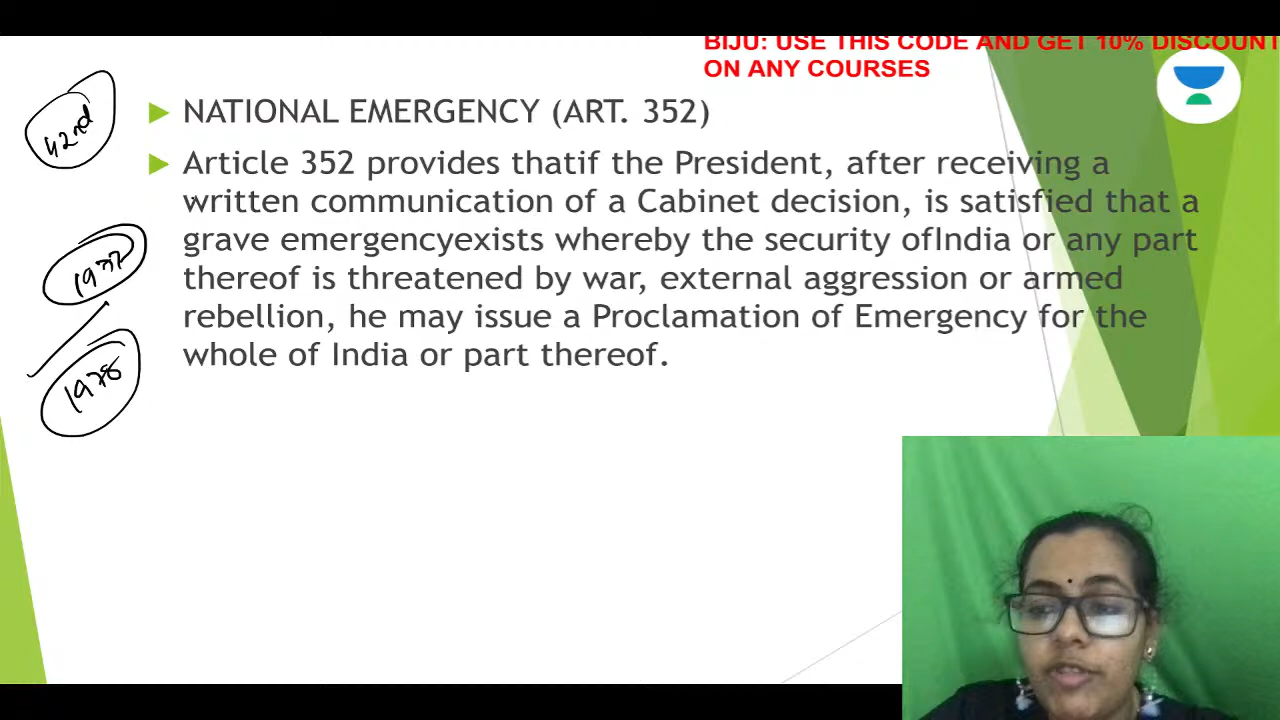 BIJU: USE THIS CODE AND GET 10% DISCOUNT
ON ANY COURSES
42nd
NATIONAL EMERGENCY (ART. 352)
Article 352 provides thatif the President, after receiving a
written communication of a Cabinet decision, is satisfied that a
grave emergencyexists whereby the security ofIndia or any part
thereof is threatened by war, external aggression or armed
rebellion, he may issue a Proclamation of Emergency for the
whole of India or part thereof.
1977
1978